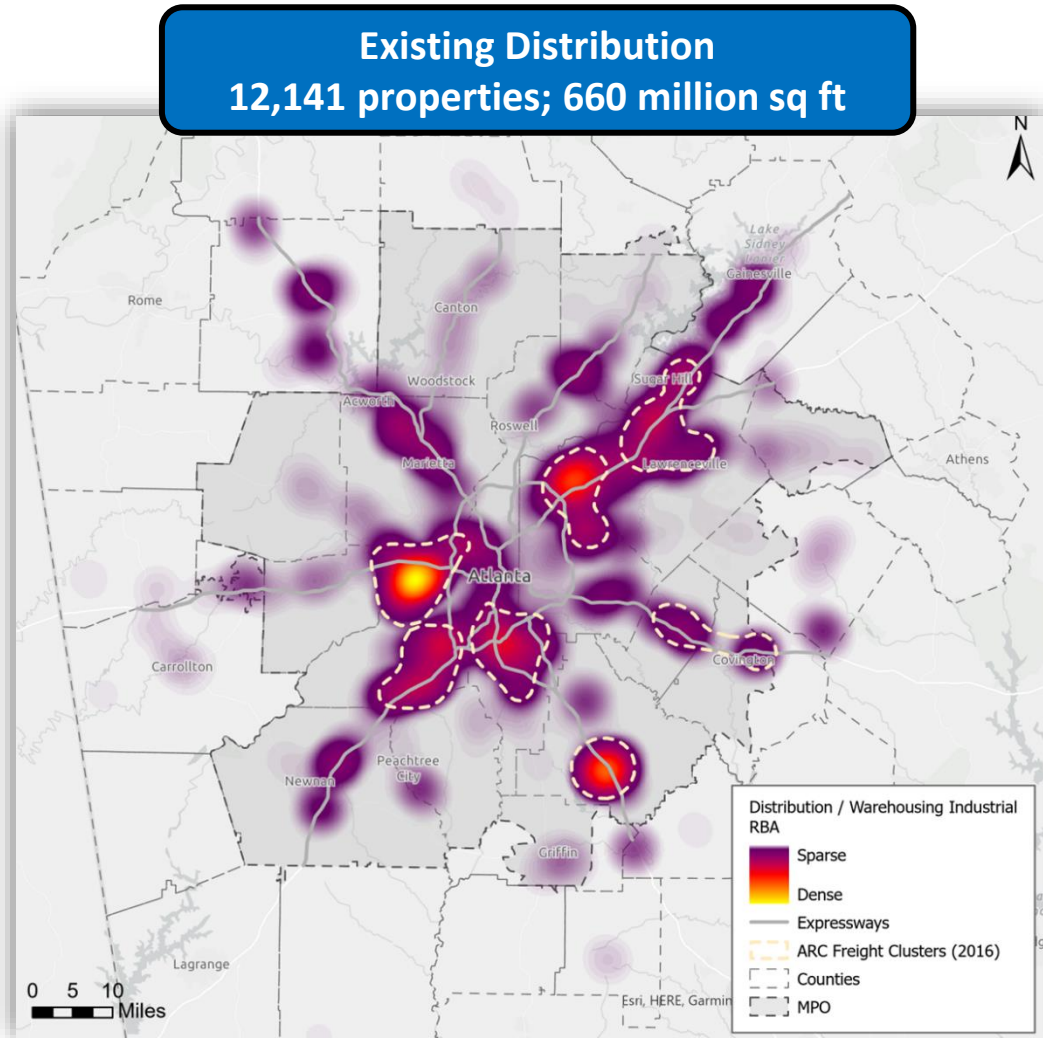 Existing Distribution
12,141 properties; 660 million sq ft
N
Lake
Sidney
Lanier
Gainesville
Rome
Canton
Woodstock
Sugar Hill
Acworth
Roswell
Marietta
Lawrenceville
Athens
Atlanta
Carrollton
Covington
Peachtree
City
Newnan
Griffin
Lagrange
0 5 10
Miles
Esri, HERE, Garmin
Distribution / Warehousing Industrial
RBA
Sparse
Dense
Expressways
ARC Freight Clusters (2016)
Counties
MPO